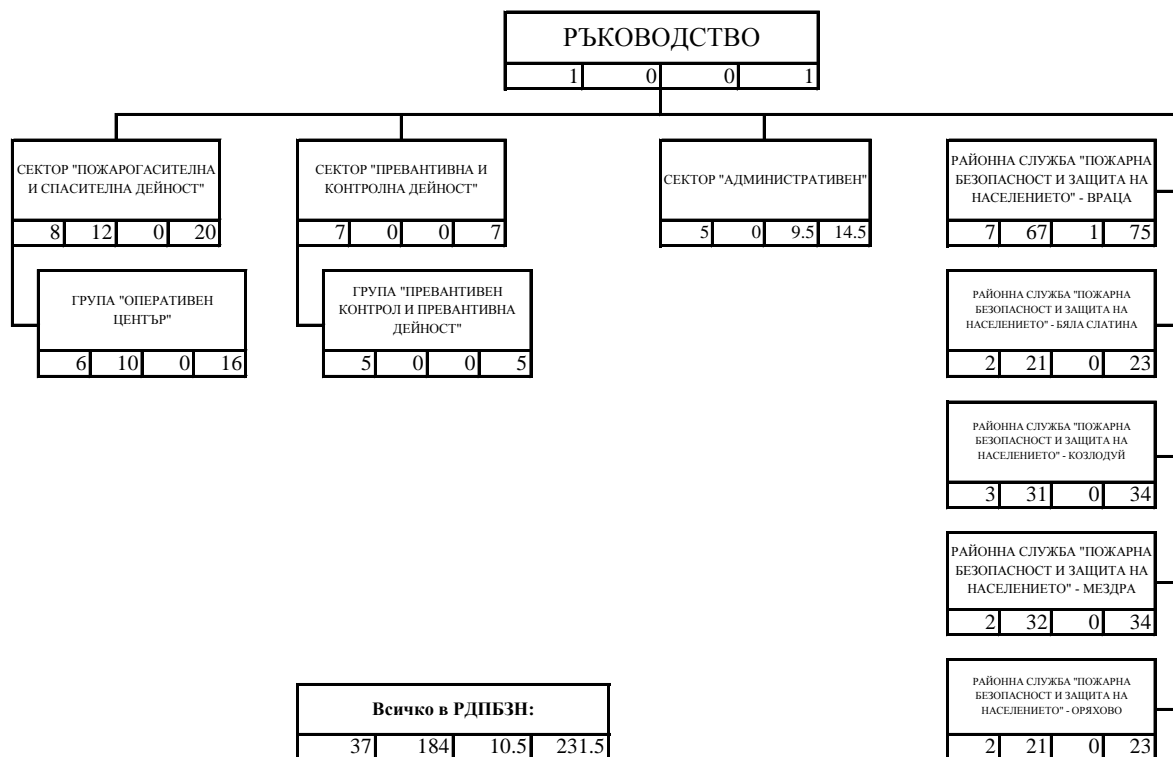 РЪКОВОДСТВО
1 0 0 1
СЕКТОР "ПОЖАРОГАСИТЕЛНА
И СПАСИТЕЛНА ДЕЙНОСТ"
8 12 0 20
ГРУПА "ОПЕРАТИВЕН
ЦЕНТЪР"
6 10 0 16
СЕКТОР "ПРЕВАНТИВНА И
КОНТРОЛНА ДЕЙНОСТ"
7 0 0 7
ГРУПА "ПРЕВАНТИВЕН
КОНТРОЛ И ПРЕВАНТИВНА
ДЕЙНОСТ"
5 0 0 5
СЕКТОР "АДМИНИСТРАТИВЕН"
5 0 9.5 14.5
РАЙОННА СЛУЖБА "ПОЖАРНА
БЕЗОПАСНОСТ И ЗАЩИТА НА
НАСЕЛЕНИЕТО" - ВРАЦА
7 67 1 75
РАЙОННА СЛУЖБА "ПОЖАРНА
БЕЗОПАСНОСТ И ЗАЩИТА НА
НАСЕЛЕНИЕТО" - БЯЛА СЛАТИНА
2 21 0 23
РАЙОННА СЛУЖБА "ПОЖАРНА
БЕЗОПАСНОСТ И ЗАЩИТА НА
НАСЕЛЕНИЕТО" - КОЗЛОДУЙ
3 31 0 34
РАЙОННА СЛУЖБА "ПОЖАРНА
БЕЗОПАСНОСТ И ЗАЩИТА НА
НАСЕЛЕНИЕТО" - МЕЗДРА
2 32 0 34
РАЙОННА СЛУЖБА "ПОЖАРНА
БЕЗОПАСНОСТ И ЗАЩИТА НА
НАСЕЛЕНИЕТО" - ОРЯХОВО
2 21 0 23
Всичко в РДПБЗН:
37 184 10.5 231.5